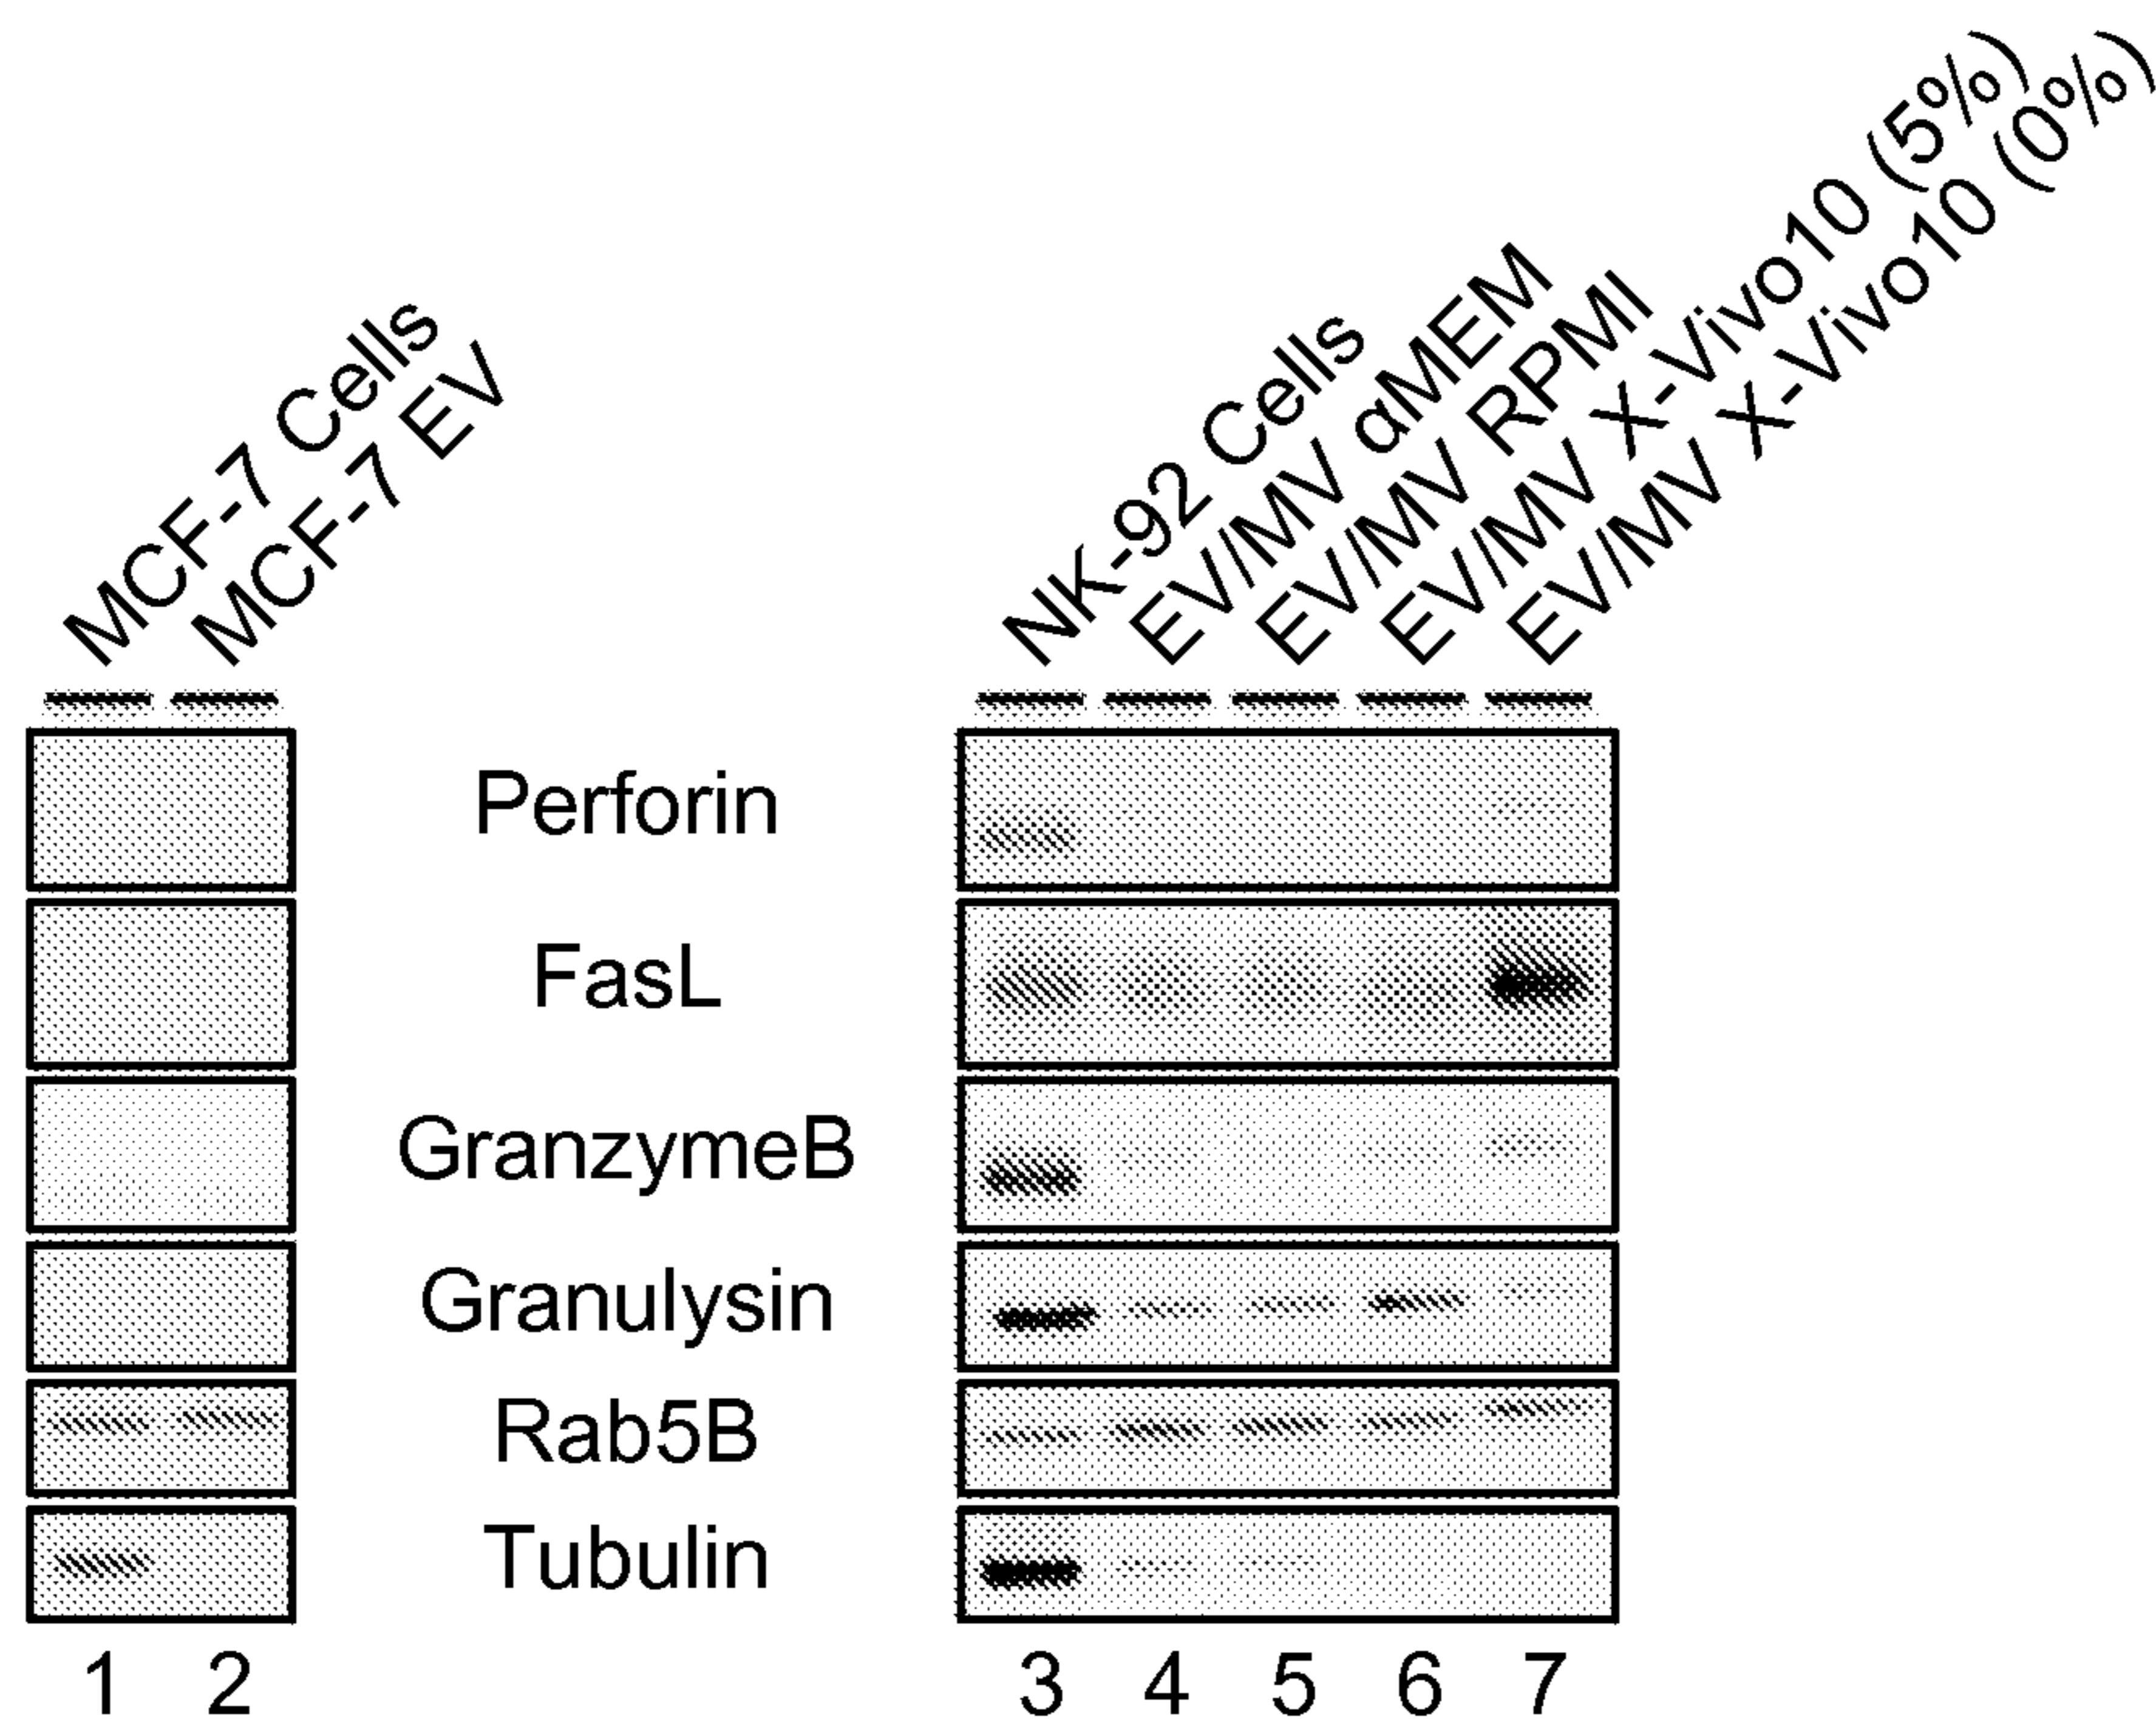 MCF-7 Cells
MCF-7 EV
NK-92 Cells
EV/MV αMEM
EV/MV RPMI
EV/MV X-Vivo10 (5%)
EV/MV X-Vivo10 (0%)
Perforin
FasL
GranzymeB
Granulysin
Rab5B
Tubulin
1 2 3 4 5 6 7